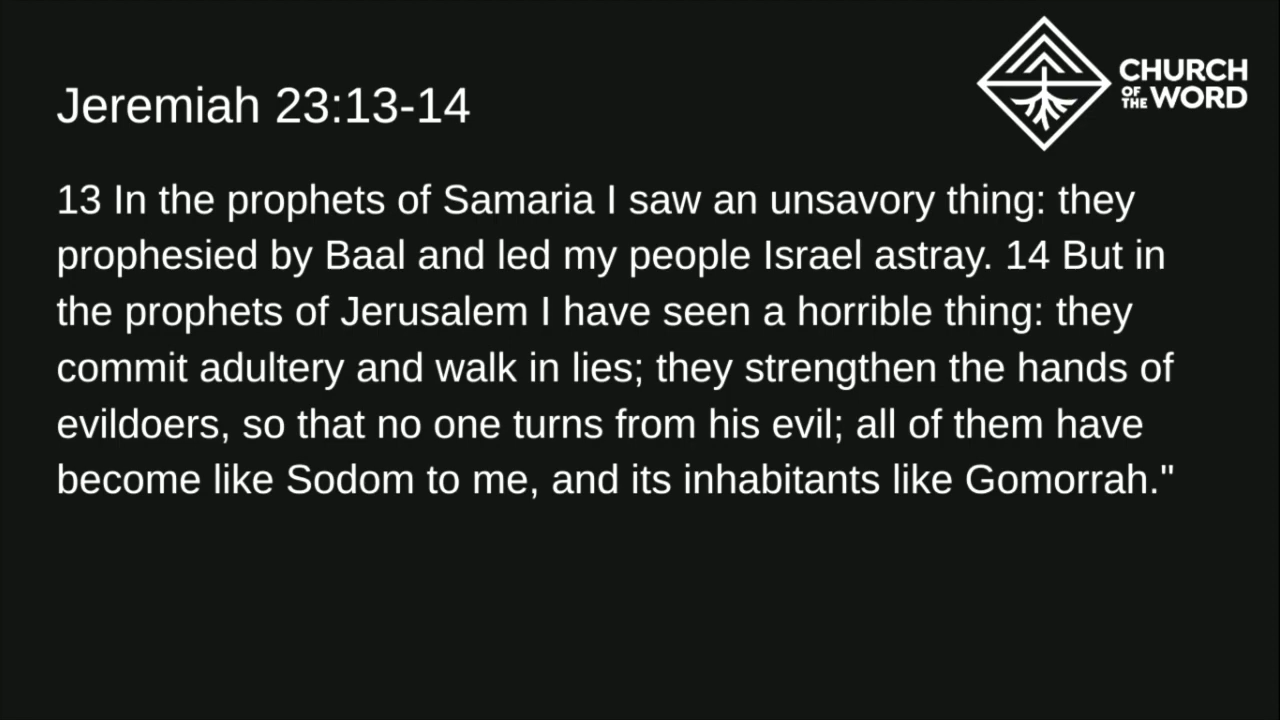 CHURCH
OF THE WORD
Jeremiah 23:13-14
13 In the prophets of Samaria I saw an unsavory thing: they
prophesied by Baal and led my people Israel astray. 14 But in
the prophets of Jerusalem I have seen a horrible thing: they
commit adultery and walk in lies; they strengthen the hands of
evildoers, so that no one turns from his evil; all of them have
become like Sodom to me, and its inhabitants like Gomorrah."